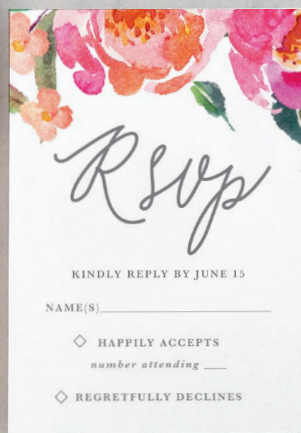 Rsvp
KINDLY REPLY BY JUNE 15
NAME(S)
HAPPILY ACCEPTS
number attending
REGRETFULLY DECLINES